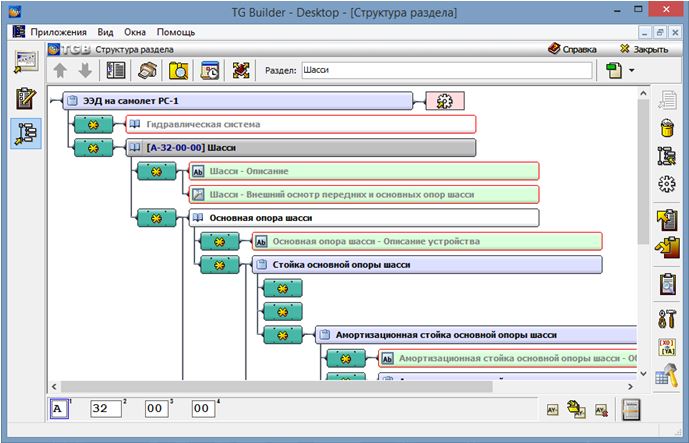 TG Builder - Desktop - [Структура раздела]
Приложения Вид Окна Помощь
TGB Структура раздела Справка Закрыть
Раздел: Шасси
ЭЭД на самолет РС-1
Гидравлическая система
[A-32-00-00] Шасси
Шасси - Описание
Шасси - Внешний осмотр передних и основных опор шасси
Основная опора шасси
Основная опора шасси - Описание устройства
Стойка основной опоры шасси
Амортизационная стойка основной опоры шасси
Амортизационная стойка основной опоры шасси - Об
A 1 32 2 00 3 00 4